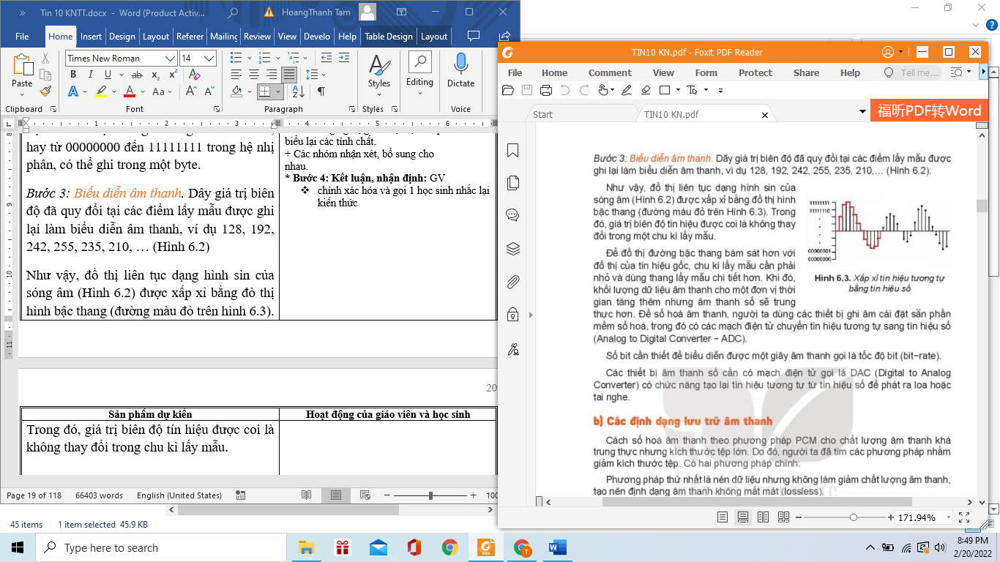 Tin 10 KNTT.docx - Word (Product Activ...
HoangThanh Tam
File Home Insert Design Layout Referer Mailing Review View Develo Help Table Design Layout
Times New Roman 14
Paste
Styles
Editing
Dictate
Clipboard Font Paragraph Styles Voice
hay từ 00000000 đến 11111111 trong hệ nhị
phân, có thể ghi trong một byte.
Bước 3: Biểu diễn âm thanh. Dây giá trị biên
độ đã quy đổi tại các điểm lấy mẫu được ghi
lại làm biểu diễn âm thanh, ví dụ 128, 192,
242, 255, 235, 210, … (Hình 6.2)
Như vậy, đồ thị liên tục dạng hình sin của
sóng âm (Hình 6.2) được xấp xỉ bằng đò thị
hình bậc thang (đường màu đỏ trên hình 6.3).
biểu lại các tính chất.
+ Các nhóm nhận xét, bổ sung cho
nhau.
* Bước 4: Kết luận, nhận định: GV
❖ chính xác hóa và gọi 1 học sinh nhắc lại
kiến thức
20
Sản phẩm dự kiến
Hoạt động của giáo viên và học sinh
Trong đó, giá trị biên độ tín hiệu được coi là
không thay đổi trong chu kì lấy mẫu.
Page 19 of 118 66403 words English (United States) 100
45 items 1 item selected 45.9 KB
TIN10 KN.pdf - Foxit PDF Reader
File Home Comment View Form Protect Share Help Tell me...
Start
TIN10 KN.pdf
福昕PDF转Word
Bước 3: Biểu diễn âm thanh. Dãy giá trị biên độ đã quy đổi tại các điểm lấy mẫu được
ghi lại làm biểu diễn âm thanh, ví dụ 128, 192, 242, 255, 235, 210,... (Hình 6.2).
Như vậy, đồ thị liên tục dạng hình sin của
sóng âm (Hình 6.2) được xấp xỉ bằng đồ thị hình
bậc thang (đường màu đỏ trên Hình 6.3). Trong
đó, giá trị biên độ tín hiệu được coi là không thay
đổi trong một chu kì lấy mẫu.
Để đồ thị đường bậc thang bám sát hơn với
đồ thị của tín hiệu gốc, chu kì lấy mẫu cần phải
nhỏ và dùng thang lấy mẫu chi tiết hơn. Khi đó,
khối lượng dữ liệu âm thanh cho một đơn vị thời
gian tăng thêm nhưng âm thanh số sẽ trung
thực hơn. Để số hoá âm thanh, người ta dùng các thiết bị ghi âm cài đặt sẵn phần
mềm số hoá, trong đó có các mạch điện tử chuyển tín hiệu tương tự sang tín hiệu số
(Analog to Digital Converter – ADC).
11111111
11111110
00000001
00000000
Hình 6.3. Xấp xỉ tín hiệu tương tự
bằng tín hiệu số
Số bit cần thiết để biểu diễn được một giây âm thanh gọi là tốc độ bit (bit–rate).
Các thiết bị âm thanh số cần có mạch điện tử gọi là DAC (Digital to Analog
Converter) có chức năng tạo lại tín hiệu tương tự từ tín hiệu số để phát ra loa hoặc
tai nghe.
b) Các định dạng lưu trữ âm thanh
Cách số hoá âm thanh theo phương pháp PCM cho chất lượng âm thanh khá
trung thực nhưng kích thước tệp lớn. Do đó, người ta đã tìm các phương pháp nhằm
giảm kích thước tệp. Có hai phương pháp chính:
Phương pháp thứ nhất là nén dữ liệu nhưng không làm giảm chất lượng âm thanh,
tạo nên định dạng âm thanh không mất mát (lossless).
171.94%
Type here to search
8:49 PM
2/20/2022